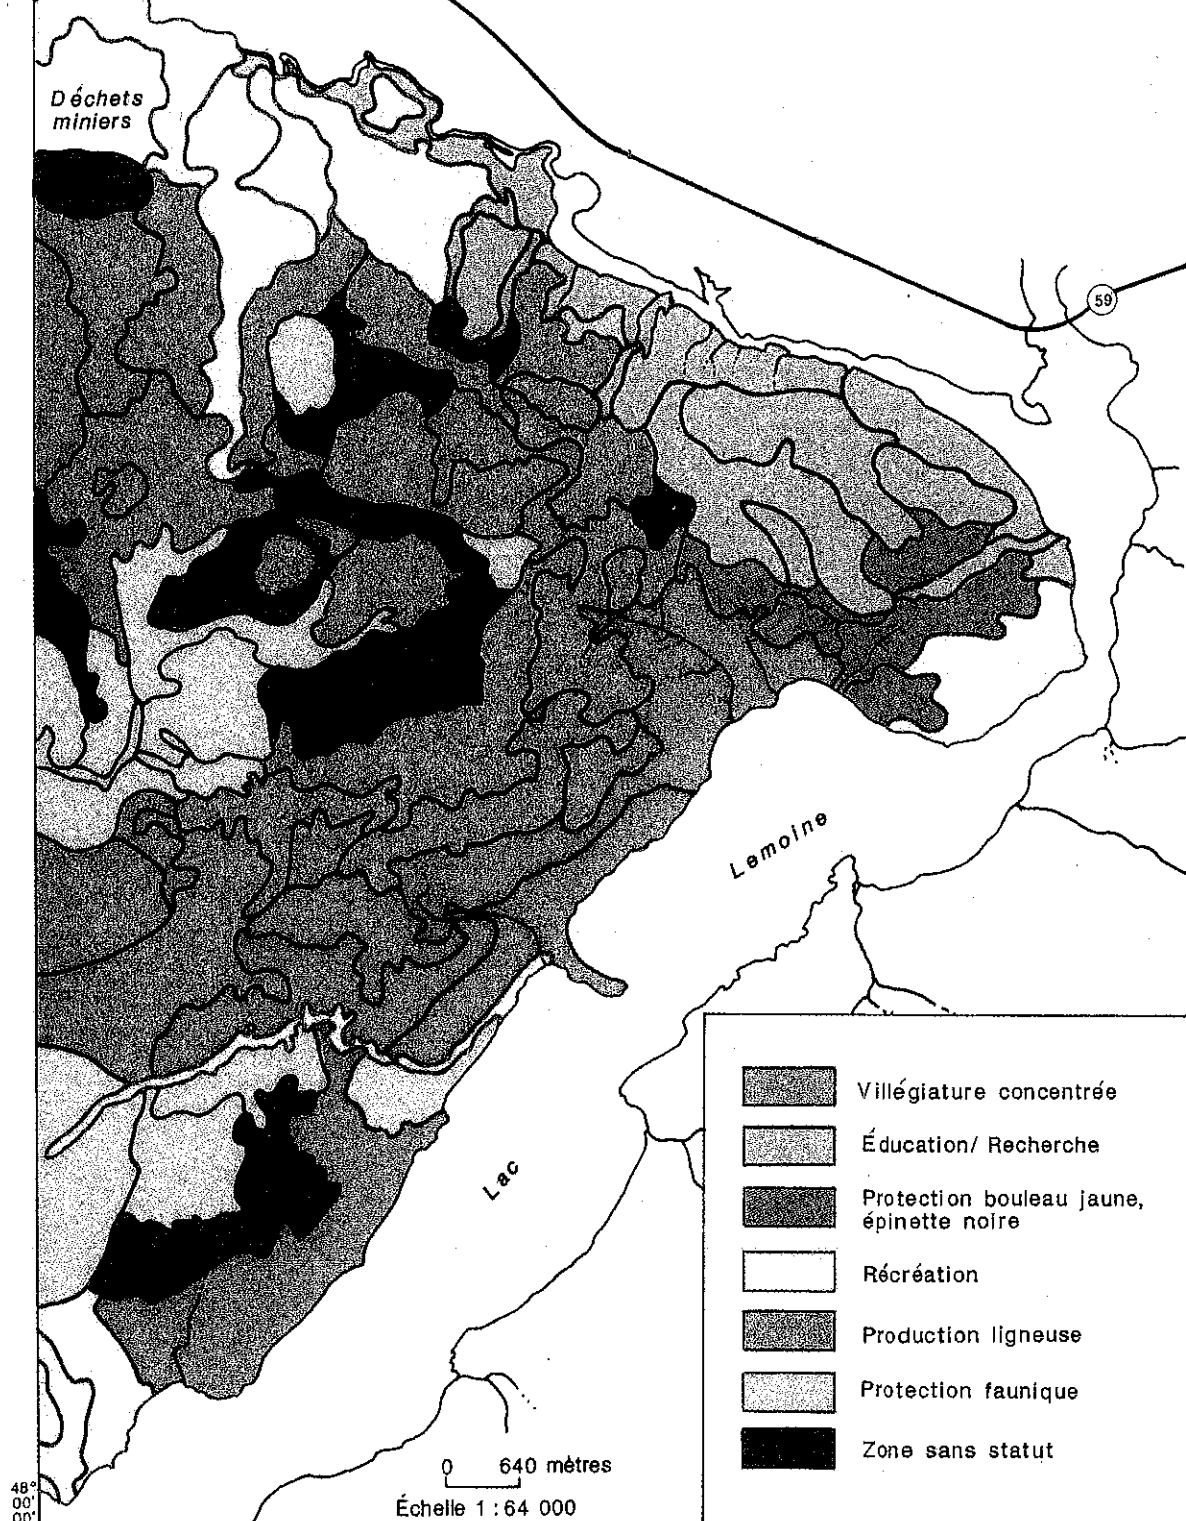 Déchets
miniers
59
Lemoine
Lac
Villégiature concentrée
Éducation/ Recherche
Protection bouleau jaune,
épinette noire
Récréation
Production ligneuse
Protection faunique
Zone sans statut
0 640 mètres
Échelle 1 : 64 000
48°
00'
00"